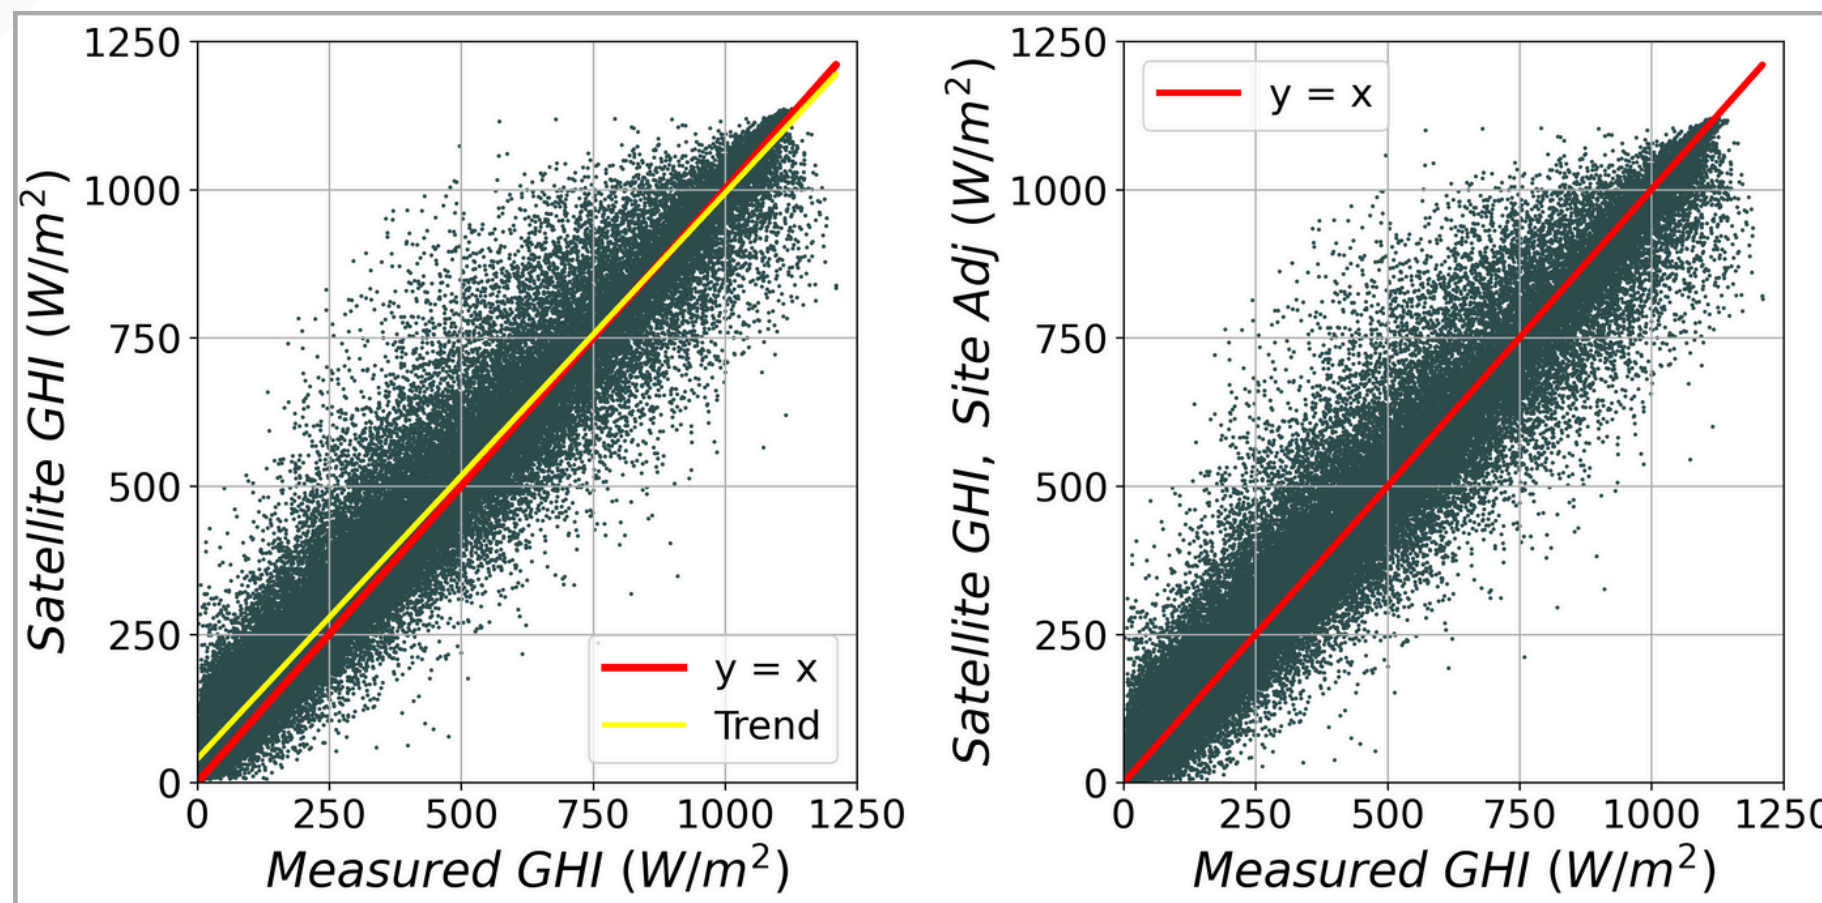 Satellite GHI (W/m²)
1250
1000
750
500
250
0
0 250 500 750 1000 1250
Measured GHI (W/m²)
y = x
Trend
Satellite GHI, Site Adj (W/m²)
1250
1000
750
500
250
0
0 250 500 750 1000 1250
Measured GHI (W/m²)
y = x